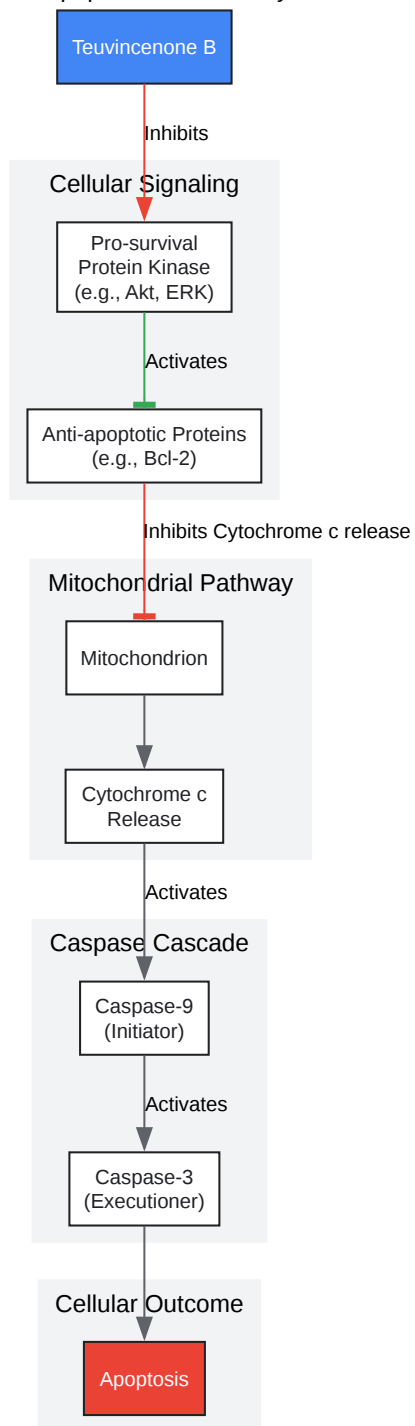 Teuvincenone B
Inhibits
Cellular Signaling
Pro-survival
Protein Kinase
(e.g., Akt, ERK)
Activates
Anti-apoptotic Proteins
(e.g., Bcl-2)
Inhibits Cytochrome c release
Mitochondrial Pathway
Mitochondrion
Cytochrome c
Release
Activates
Caspase Cascade
Caspase-9
(Initiator)
Activates
Caspase-3
(Executioner)
Cellular Outcome
Apoptosis